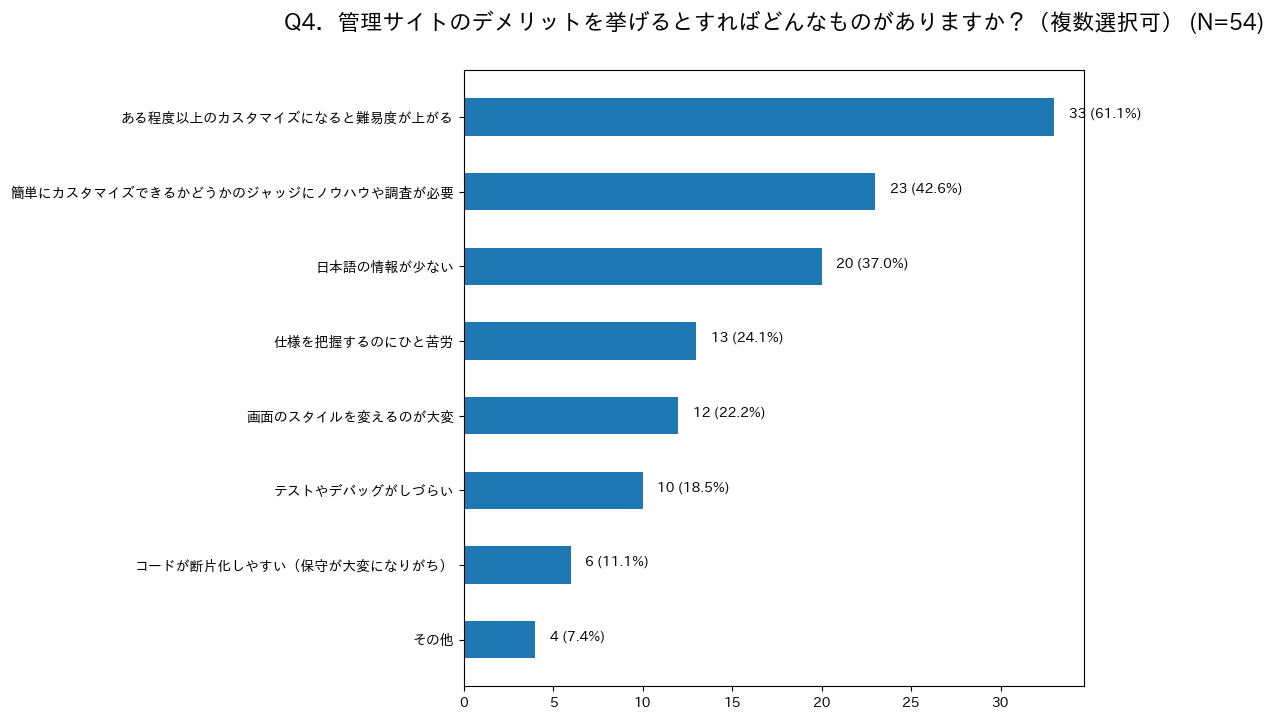 Q4. 管理サイトのデメリットを挙げるとすればどんなものがありますか？（複数選択可） (N=54)
ある程度以上のカスタマイズになると難易度が上がる 33 (61.1%)
簡単にカスタマイズできるかどうかのジャッジにノウハウや調査が必要 23 (42.6%)
日本語の情報が少ない 20 (37.0%)
仕様を把握するのにひと苦労 13 (24.1%)
画面のスタイルを変えるのが大変 12 (22.2%)
テストやデバッグがしづらい 10 (18.5%)
コードが断片化しやすい（保守が大変になりがち） 6 (11.1%)
その他 4 (7.4%)
0 5 10 15 20 25 30